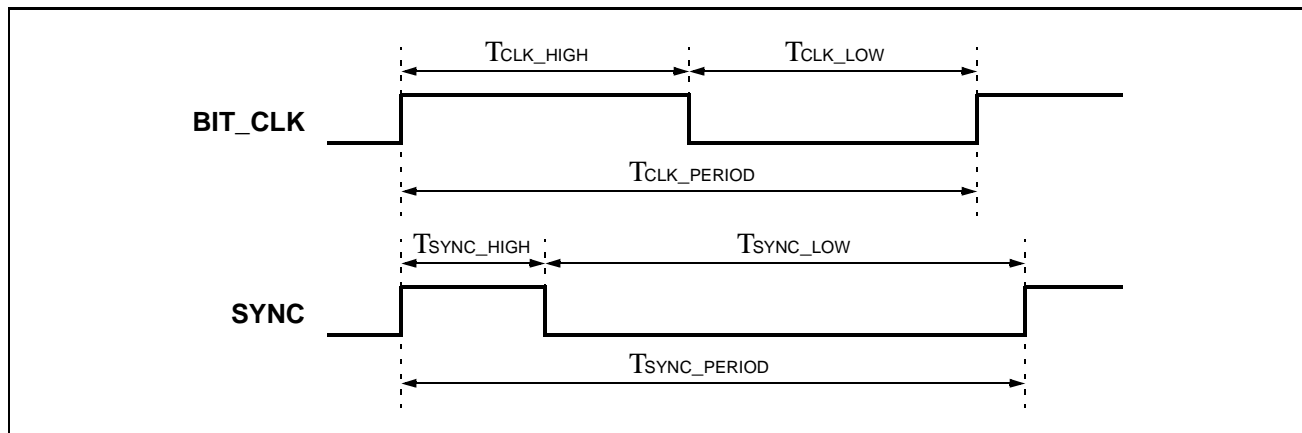 TCLK_HIGH TCLK_LOW
BIT_CLK
TCLK_PERIOD
TSYNC_HIGH TSYNC_LOW
SYNC
TSYNC_PERIOD